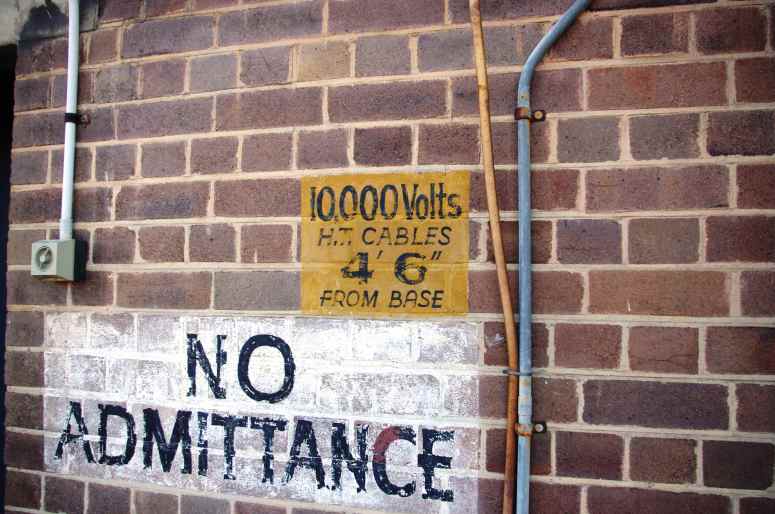 10,000 Volts
H.T. CABLES
4' 6"
FROM BASE
NO
ADMITTANCE